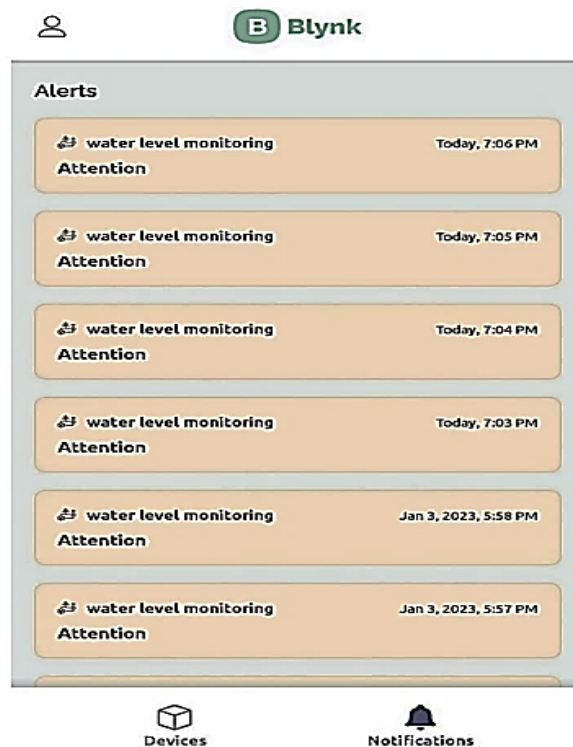 B Blynk
Alerts
water level monitoring Today, 7:06 PM
Attention
water level monitoring Today, 7:05 PM
Attention
water level monitoring Today, 7:04 PM
Attention
water level monitoring Today, 7:03 PM
Attention
water level monitoring Jan 3, 2023, 5:58 PM
Attention
water level monitoring Jan 3, 2023, 5:57 PM
Attention
Devices Notifications